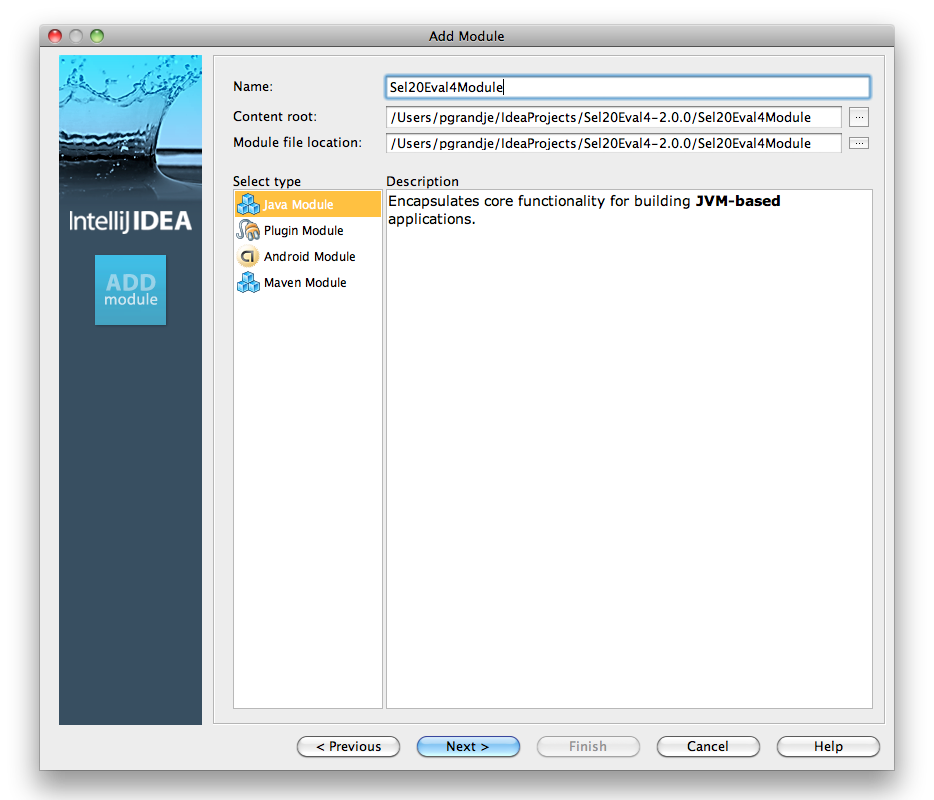 Add Module
IntelliJ IDEA
ADD
module
Name:
Sel20Eval4Module
Content root:
/Users/pgrandje/IdeaProjects/Sel20Eval4-2.0.0/Sel20Eval4Module
...
Module file location:
/Users/pgrandje/IdeaProjects/Sel20Eval4-2.0.0/Sel20Eval4Module
...
Select type
Java Module
Plugin Module
Android Module
Maven Module
Description
Encapsulates core functionality for building JVM-based
applications.
< Previous
Next >
Finish
Cancel
Help